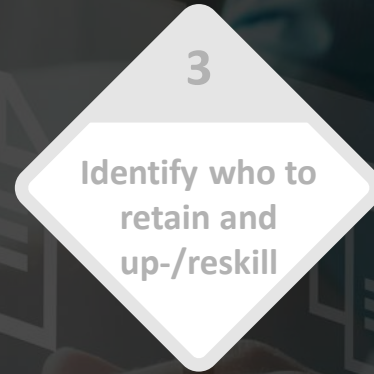 3
Identify who to
retain and
up-/reskill